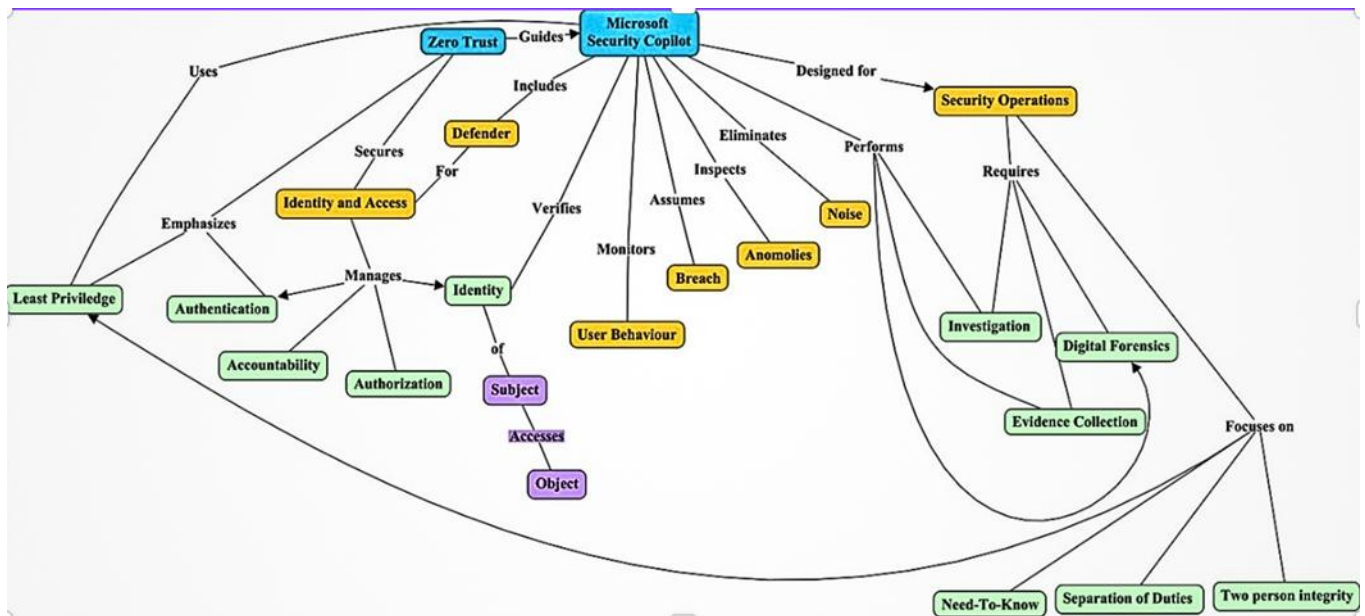 Microsoft
Security Copilot
Zero Trust
Guides
Uses
Includes
Designed for
Security Operations
Defender
Eliminates
Performs
Secures
For
Inspects
Requires
Identity and Access
Verifies
Assumes
Noise
Emphasizes
Monitors
Anomolies
Manages
Breach
Identity
Least Priviledge
Authentication
User Behaviour
Investigation
of
Digital Forensics
Accountability
Authorization
Subject
Evidence Collection
Accesses
Focuses on
Object
Need-To-Know
Separation of Duties
Two person integrity